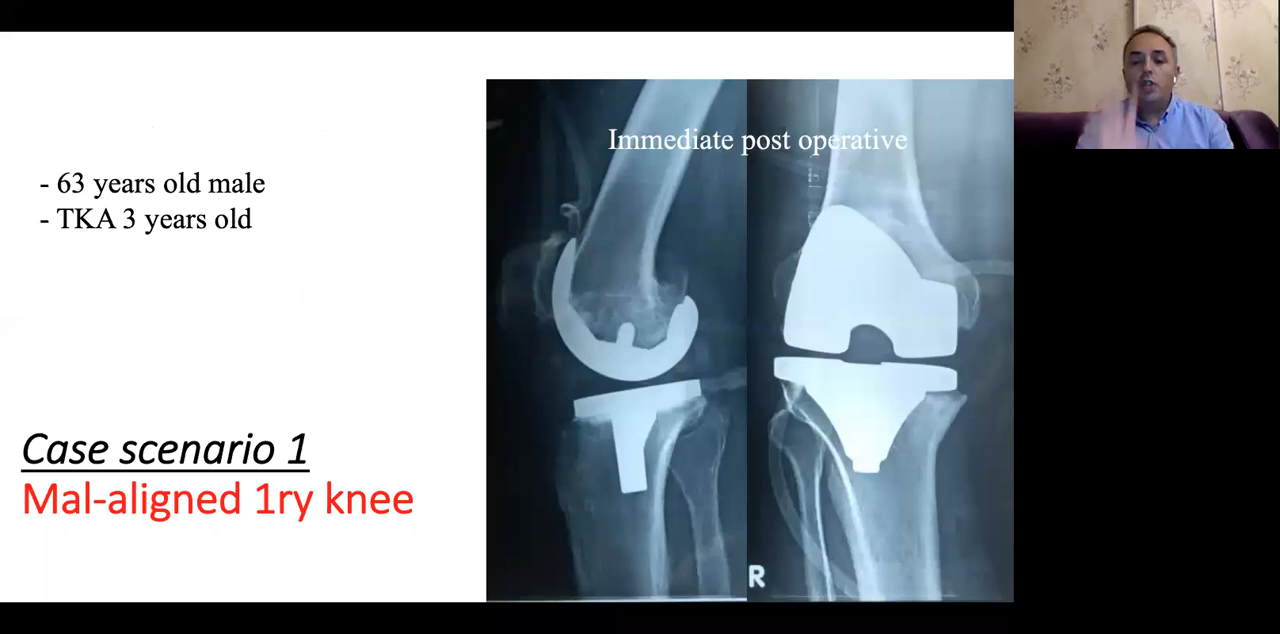 - 63 years old male
- TKA 3 years old
Immediate post operative
Case scenario 1
Mal-aligned 1ry knee
R